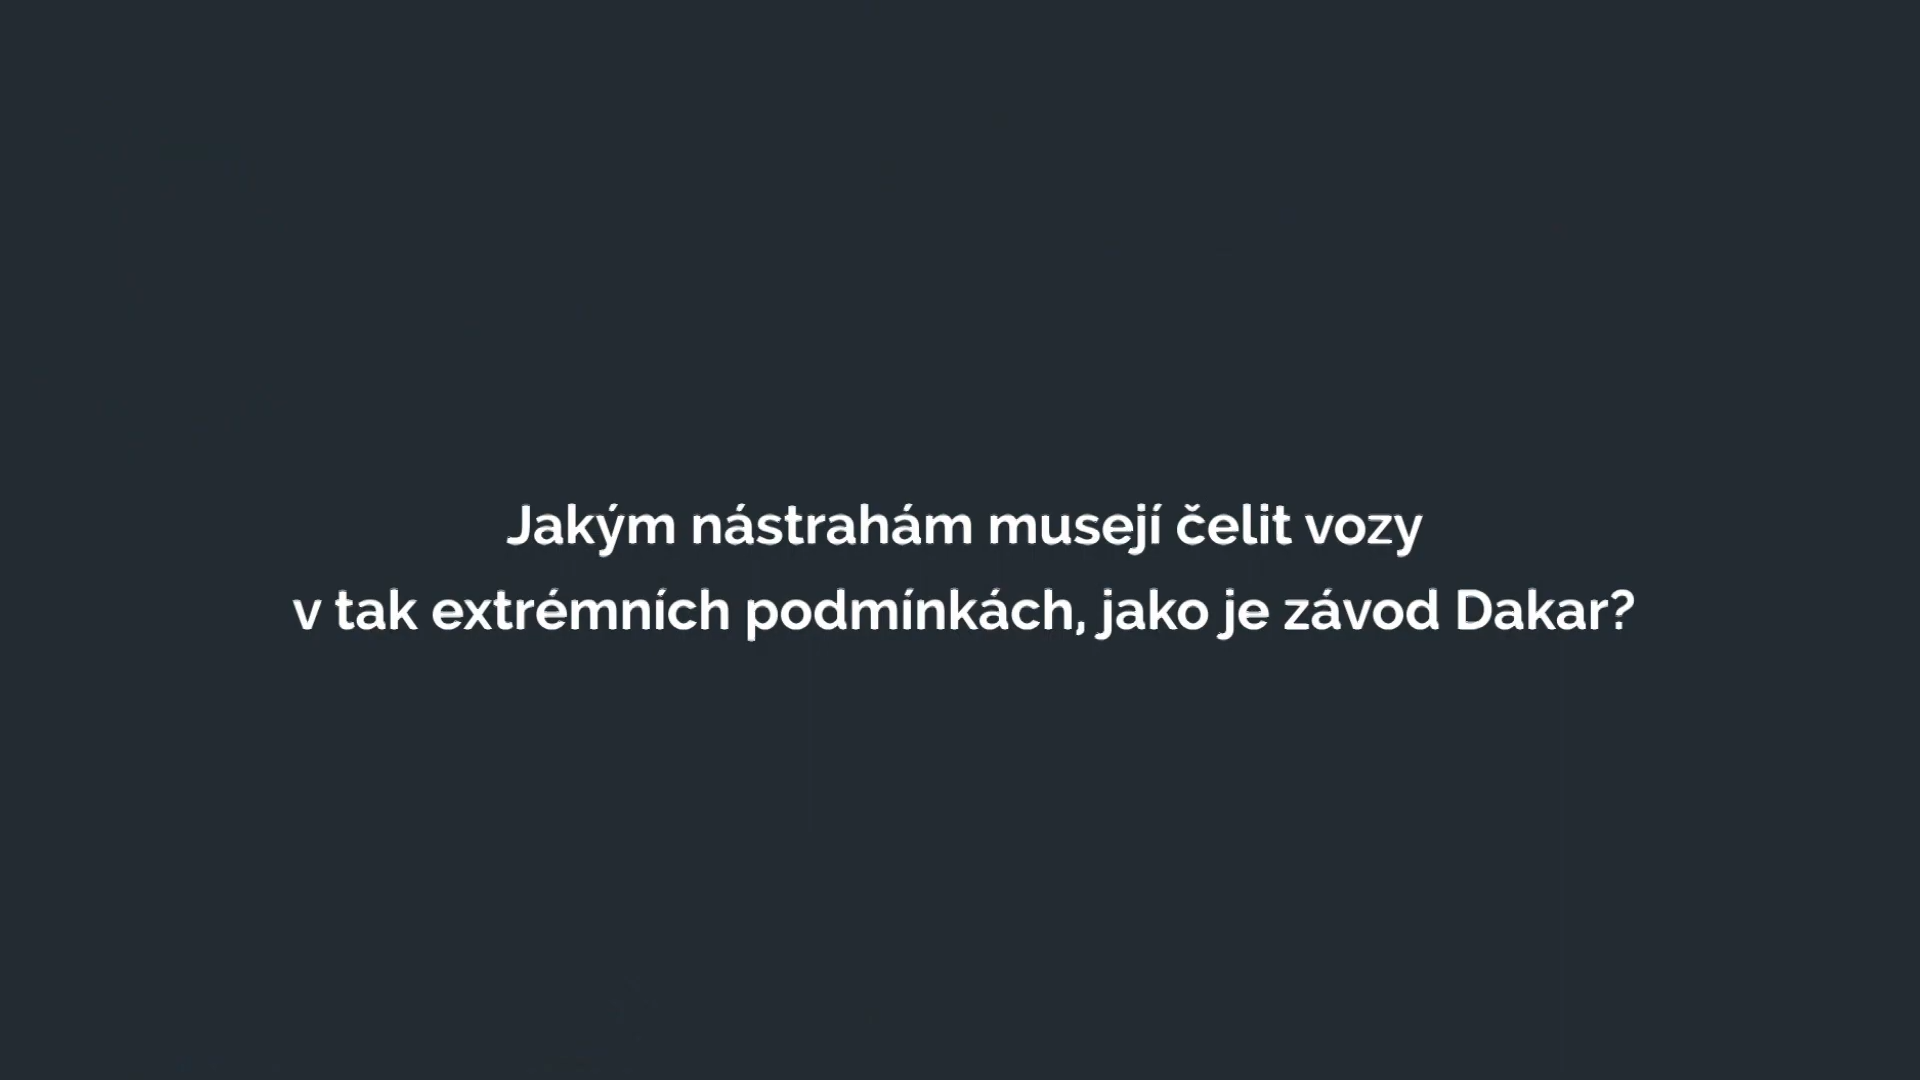 Jakým nástrahám musejí čelit vozy
v tak extrémních podmínkách, jako je závod Dakar?